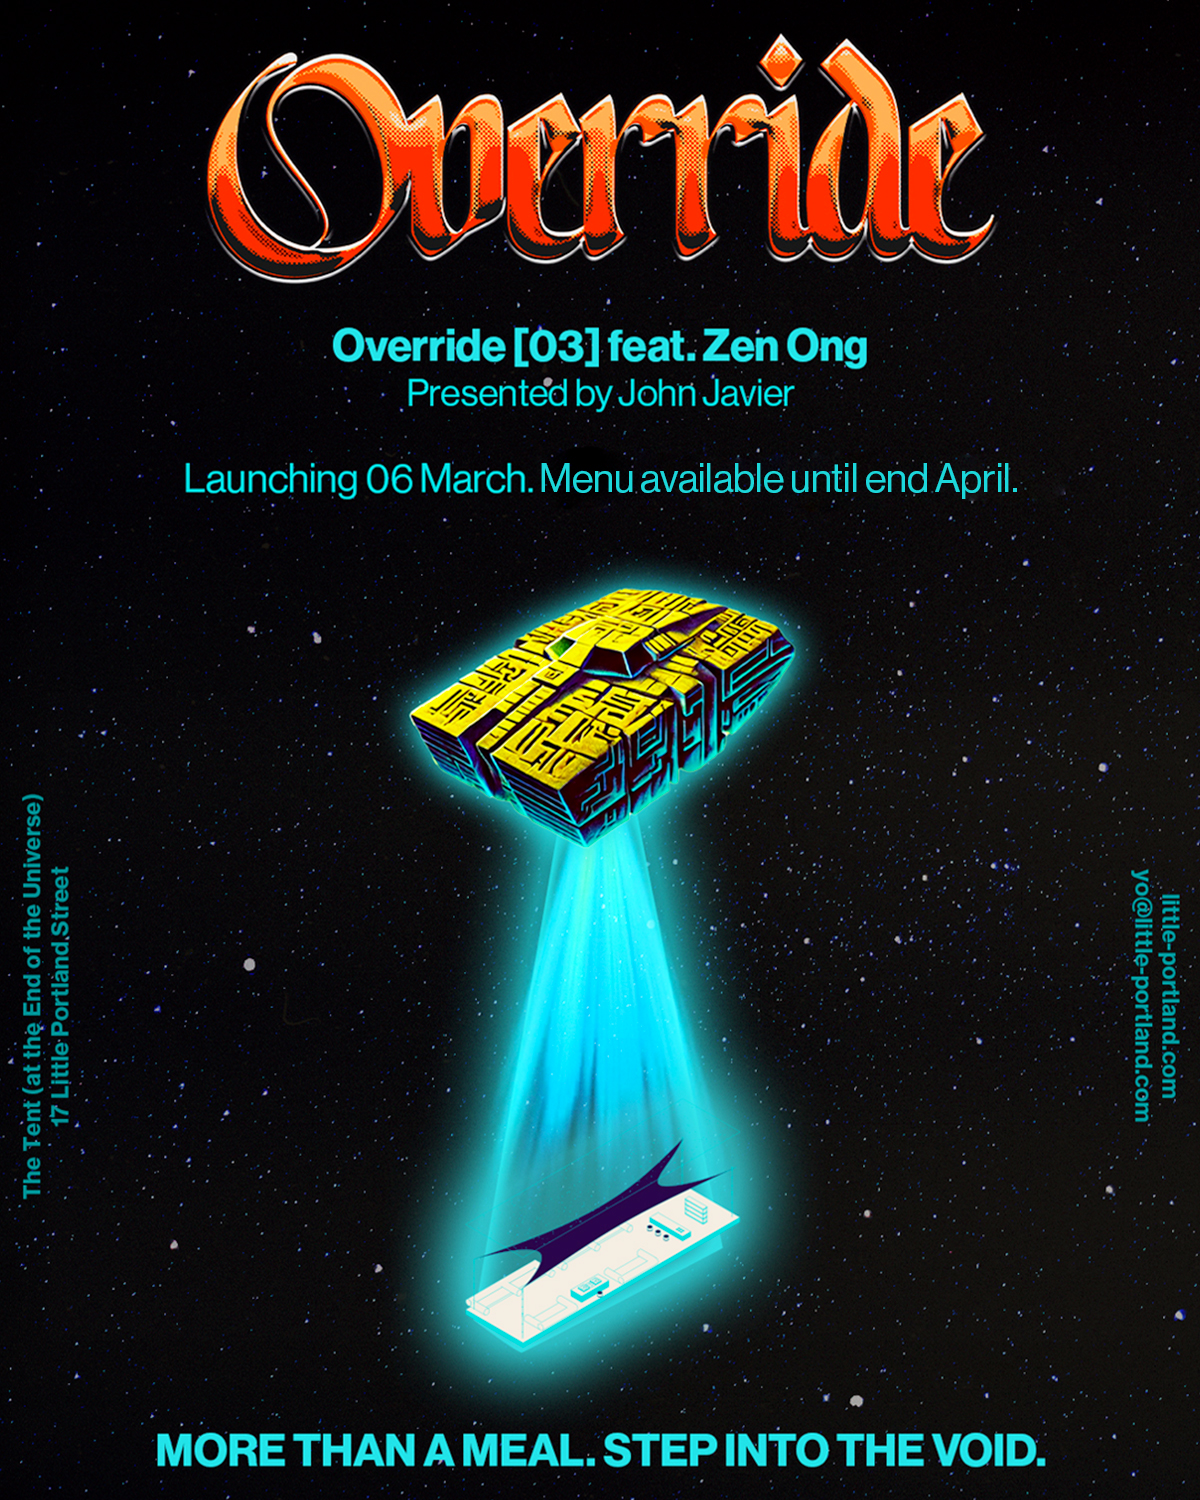 Override
Override [03] feat. Zen Ong
Presented by John Javier
Launching 06 March. Menu available until end April.
The Tent (at the End of the Universe)
17 Little Portland Street
little-portland.com
yo@little-portland.com
MORE THAN A MEAL. STEP INTO THE VOID.